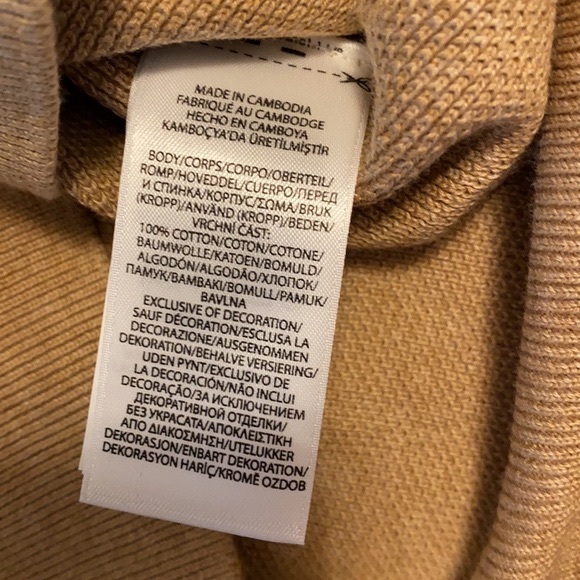 MADE IN CAMBODIA
FABRIQUÉ AU CAMBODGE
HECHO EN CAMBOYA
KAMBOÇYA'DA ÜRETİLMİŞTİR
BODY/CORPS/CORPO/OBERTEIL/
ROMP/HOVEDDEL/CUERPO/ПЕРЕД
И СПИНКА/KOPПУC/ΣΩΜΑ/BRUK
(KROPP)/ANVÄND (KROPP)/BEDEN/
VRCHNÍ ČÁST:
100% COTTON/COTON/COTONE/
BAUMWOLLE/KATOEN/BOMULD/
ALGODÓN/ALGODÃO/ХЛОПОК/
ПАМУК/ΒΑΜΒΑΚΙ/BOMULL/PAMUK/
BAVLNA
EXCLUSIVE OF DECORATION/
SAUF DÉCORATION/ESCLUSA LA
DECORAZIONE/AUSGENOMMEN
DEKORATION/BEHALVE VERSIERING/
UDEN PYNT/EXCLUSIVO DE
LA DECORACIÓN/NÃO INCLUI
DECORAÇÃO/ЗА ИСКЛЮЧЕНИЕМ
ДЕКОРАТИВНОЙ ОТДЕЛКИ/
БЕЗ УКРАСАТА/ΑΠΟΚΛΕΙΣΤΙΚΗ
ΑΠΟ ΔΙΑΚΟΣΜΗΣΗ/UTELUKKER
DEKORASJON/ENBART DEKORATION/
DEKORASYON HARİÇ/KROMĚ OZDOB